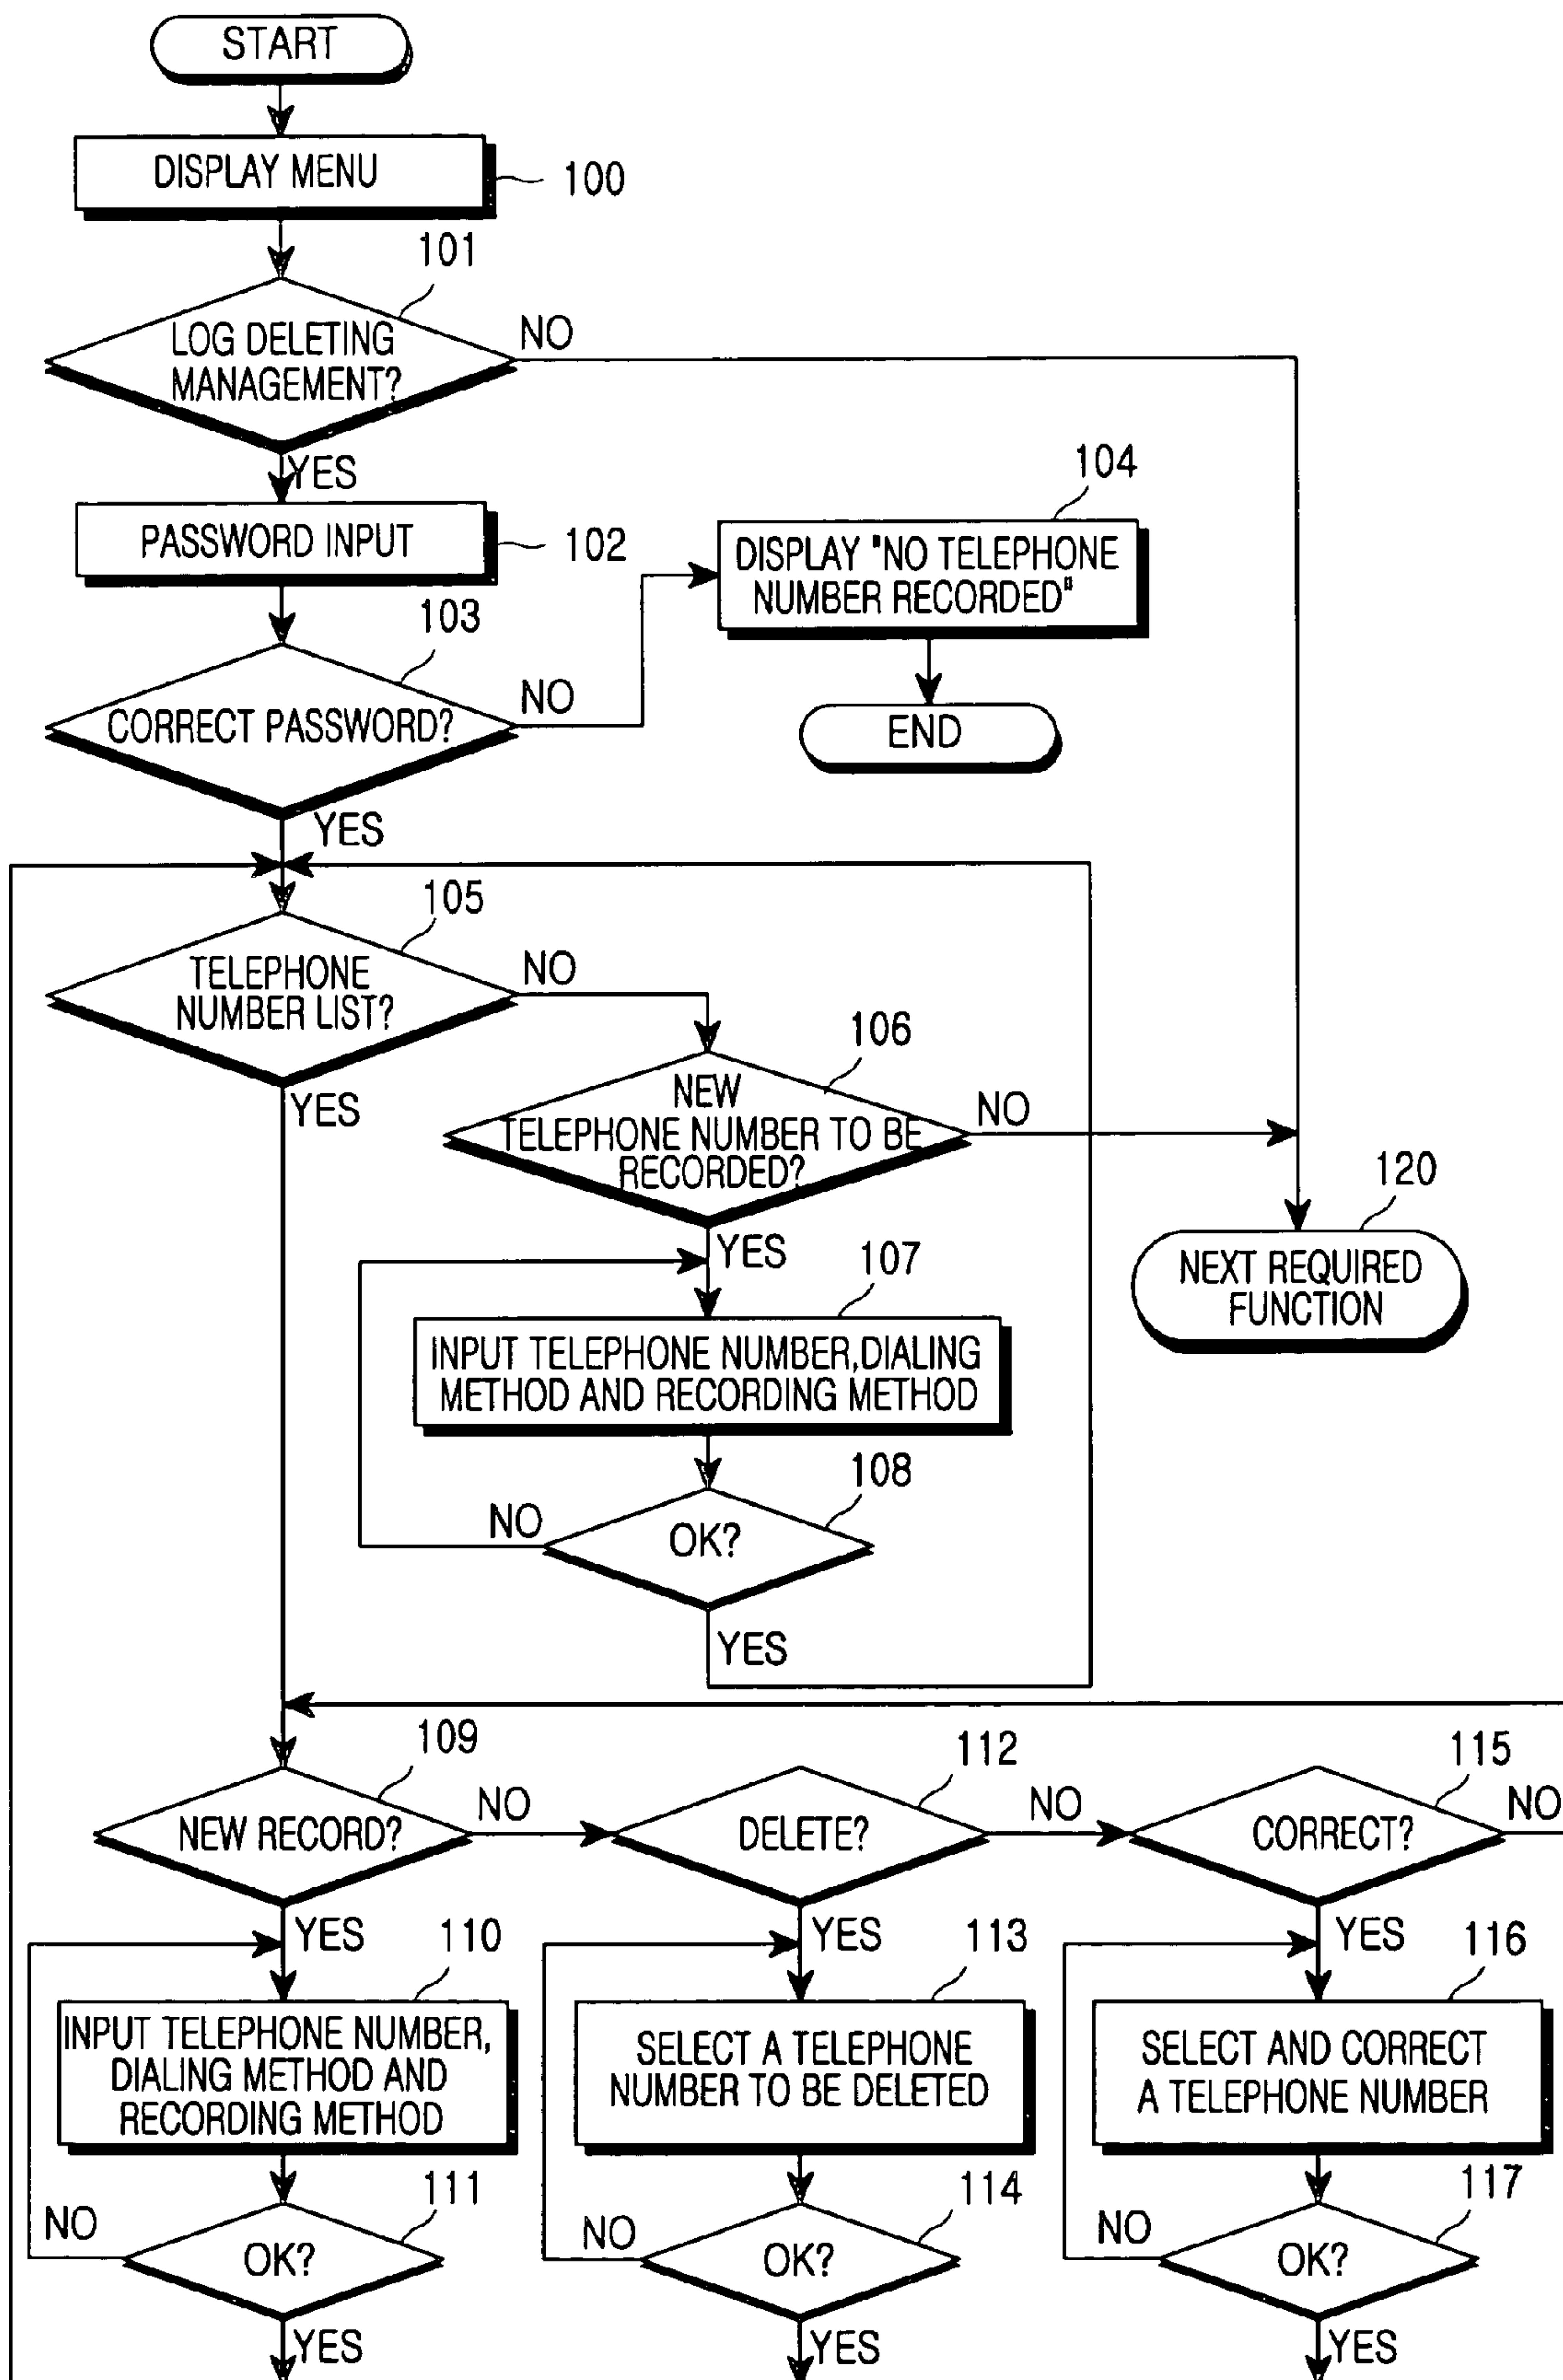 START
DISPLAY MENU
100
101
LOG DELETING
MANAGEMENT?
NO
YES
PASSWORD INPUT
102
104
DISPLAY "NO TELEPHONE
NUMBER RECORDED"
103
CORRECT PASSWORD?
NO
END
YES
105
TELEPHONE
NUMBER LIST?
NO
YES
106
NEW
TELEPHONE NUMBER TO BE
RECORDED?
NO
YES
120
NEXT REQUIRED
FUNCTION
107
INPUT TELEPHONE NUMBER,DIALING
METHOD AND RECORDING METHOD
108
OK?
NO
YES
109
NEW RECORD?
NO
112
DELETE?
NO
115
CORRECT?
NO
YES
110
YES
113
YES
116
INPUT TELEPHONE NUMBER,
DIALING METHOD AND
RECORDING METHOD
SELECT A TELEPHONE
NUMBER TO BE DELETED
SELECT AND CORRECT
A TELEPHONE NUMBER
111
NO
OK?
YES
114
NO
OK?
YES
117
NO
OK?
YES